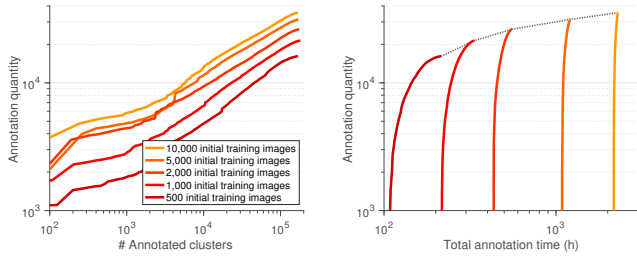 Annotation quantity
10^4
10^3
10,000 initial training images
5,000 initial training images
2,000 initial training images
1,000 initial training images
500 initial training images
10^2
10^3
10^4
10^5
# Annotated clusters
Annotation quantity
10^4
10^3
10^2
10^3
Total annotation time (h)